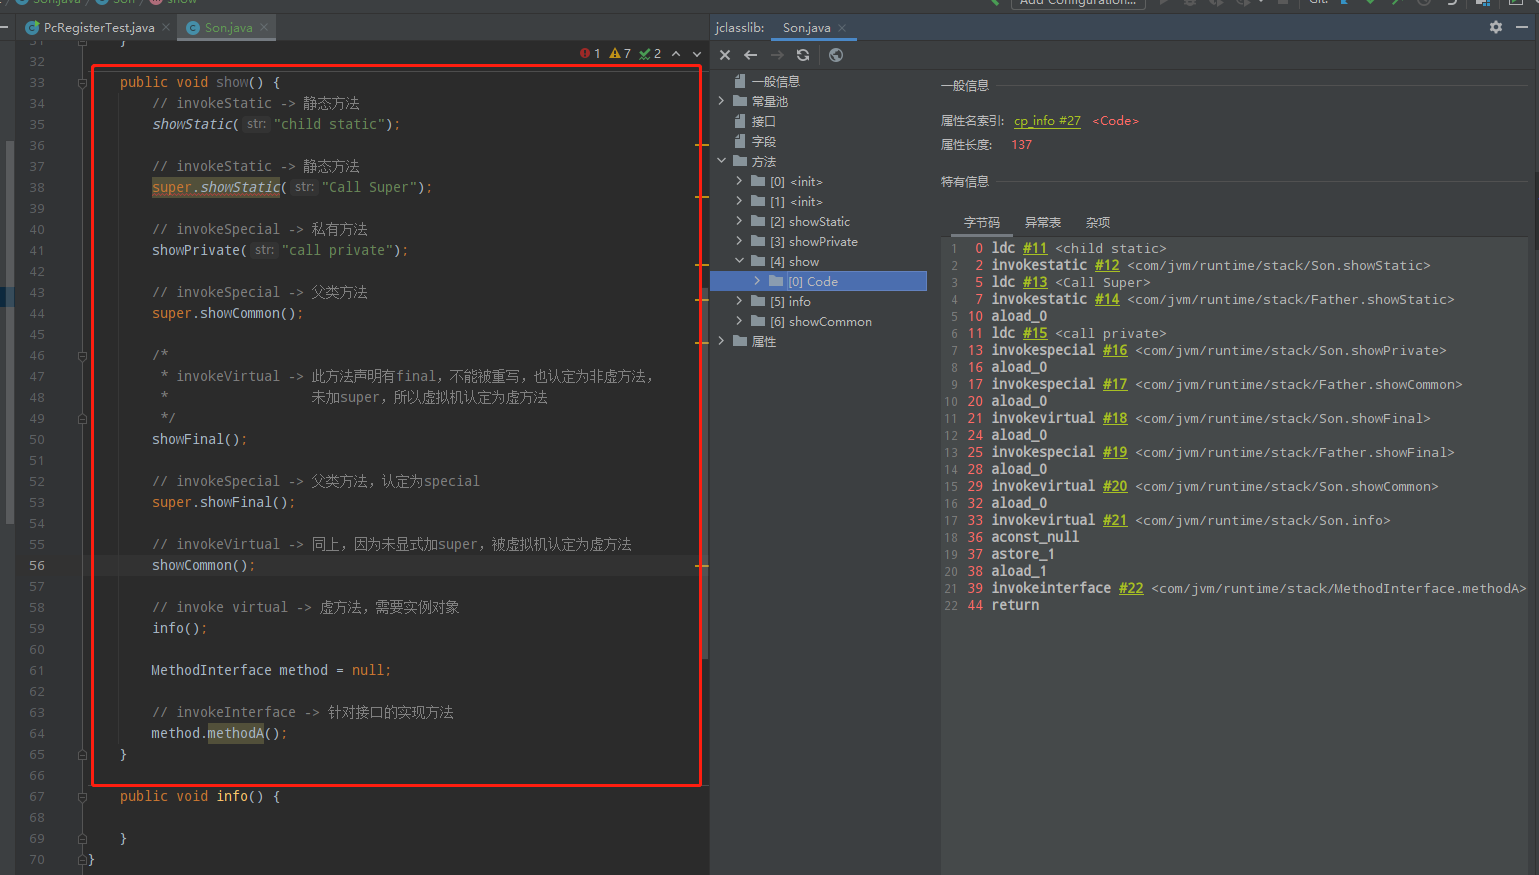 Son.java
Son
show
Add Configuration...
Git:
PcRegisterTest.java
Son.java
1 7 2
31 }
32
33 public void show() {
34 // invokeStatic -> 静态方法
35 showStatic( str: "child static");
36
37 // invokeStatic -> 静态方法
38 super.showStatic( str: "Call Super");
39
40 // invokeSpecial -> 私有方法
41 showPrivate( str: "call private");
42
43 // invokeSpecial -> 父类方法
44 super.showCommon();
45
46 /*
47 * invokeVirtual -> 此方法声明有final，不能被重写，也认定为非虚方法，
48 * 未加super，所以虚拟机认定为虚方法
49 */
50 showFinal();
51
52 // invokeSpecial -> 父类方法，认定为special
53 super.showFinal();
54
55 // invokeVirtual -> 同上，因为未显式加super，被虚拟机认定为虚方法
56 showCommon();
57
58 // invoke virtual -> 虚方法，需要实例对象
59 info();
60
61 MethodInterface method = null;
62
63 // invokeInterface -> 针对接口的实现方法
64 method.methodA();
65 }
66
67 public void info() {
68
69 }
70 }
jclasslib: Son.java
一般信息
常量池
接口
字段
方法
[0] <init>
[1] <init>
[2] showStatic
[3] showPrivate
[4] show
[0] Code
[5] info
[6] showCommon
属性
一般信息
属性名索引: cp_info #27 <Code>
属性长度: 137
特有信息
字节码 异常表 杂项
1 0 ldc #11 <child static>
2 2 invokestatic #12 <com/jvm/runtime/stack/Son.showStatic>
3 5 ldc #13 <Call Super>
4 7 invokestatic #14 <com/jvm/runtime/stack/Father.showStatic>
5 10 aload_0
6 11 ldc #15 <call private>
7 13 invokespecial #16 <com/jvm/runtime/stack/Son.showPrivate>
8 16 aload_0
9 17 invokespecial #17 <com/jvm/runtime/stack/Father.showCommon>
10 20 aload_0
11 21 invokevirtual #18 <com/jvm/runtime/stack/Son.showFinal>
12 24 aload_0
13 25 invokespecial #19 <com/jvm/runtime/stack/Father.showFinal>
14 28 aload_0
15 29 invokevirtual #20 <com/jvm/runtime/stack/Son.showCommon>
16 32 aload_0
17 33 invokevirtual #21 <com/jvm/runtime/stack/Son.info>
18 36 aconst_null
19 37 astore_1
20 38 aload_1
21 39 invokeinterface #22 <com/jvm/runtime/stack/MethodInterface.methodA>
22 44 return